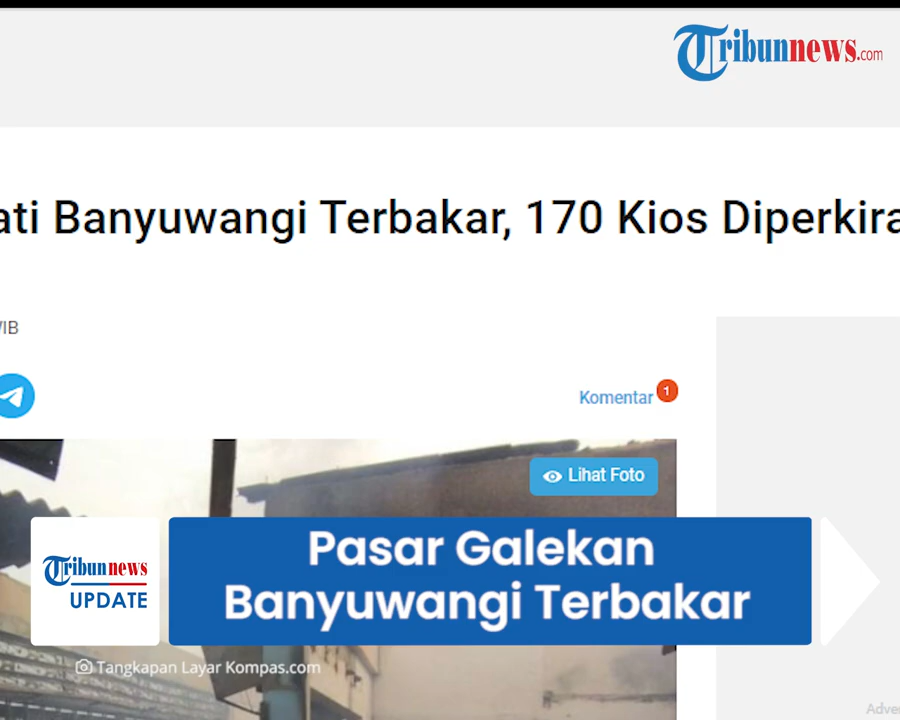 Tribunnews.com
ati Banyuwangi Terbakar, 170 Kios Diperkira
WIB
Komentar 1
Lihat Foto
Pasar Galekan
Banyuwangi Terbakar
Tribunnews
UPDATE
Tangkapan Layar Kompas.com
Adver